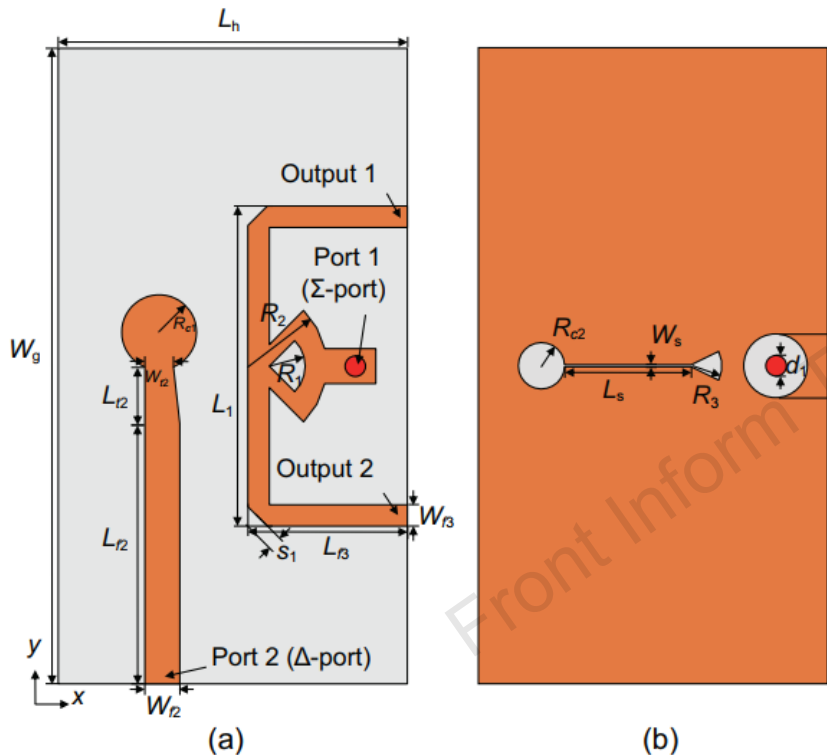 Lh
Output 1
Port 1
(Σ-port)
Rc1
R2
Wg
Wf2
R1
Lf2
L1
Output 2
Wf3
Lf2
s1
Lf3
y
x
Port 2 (Δ-port)
Wf2
(a)
Rc2
Ws
d1
Ls
R3
Front Inform T
(b)